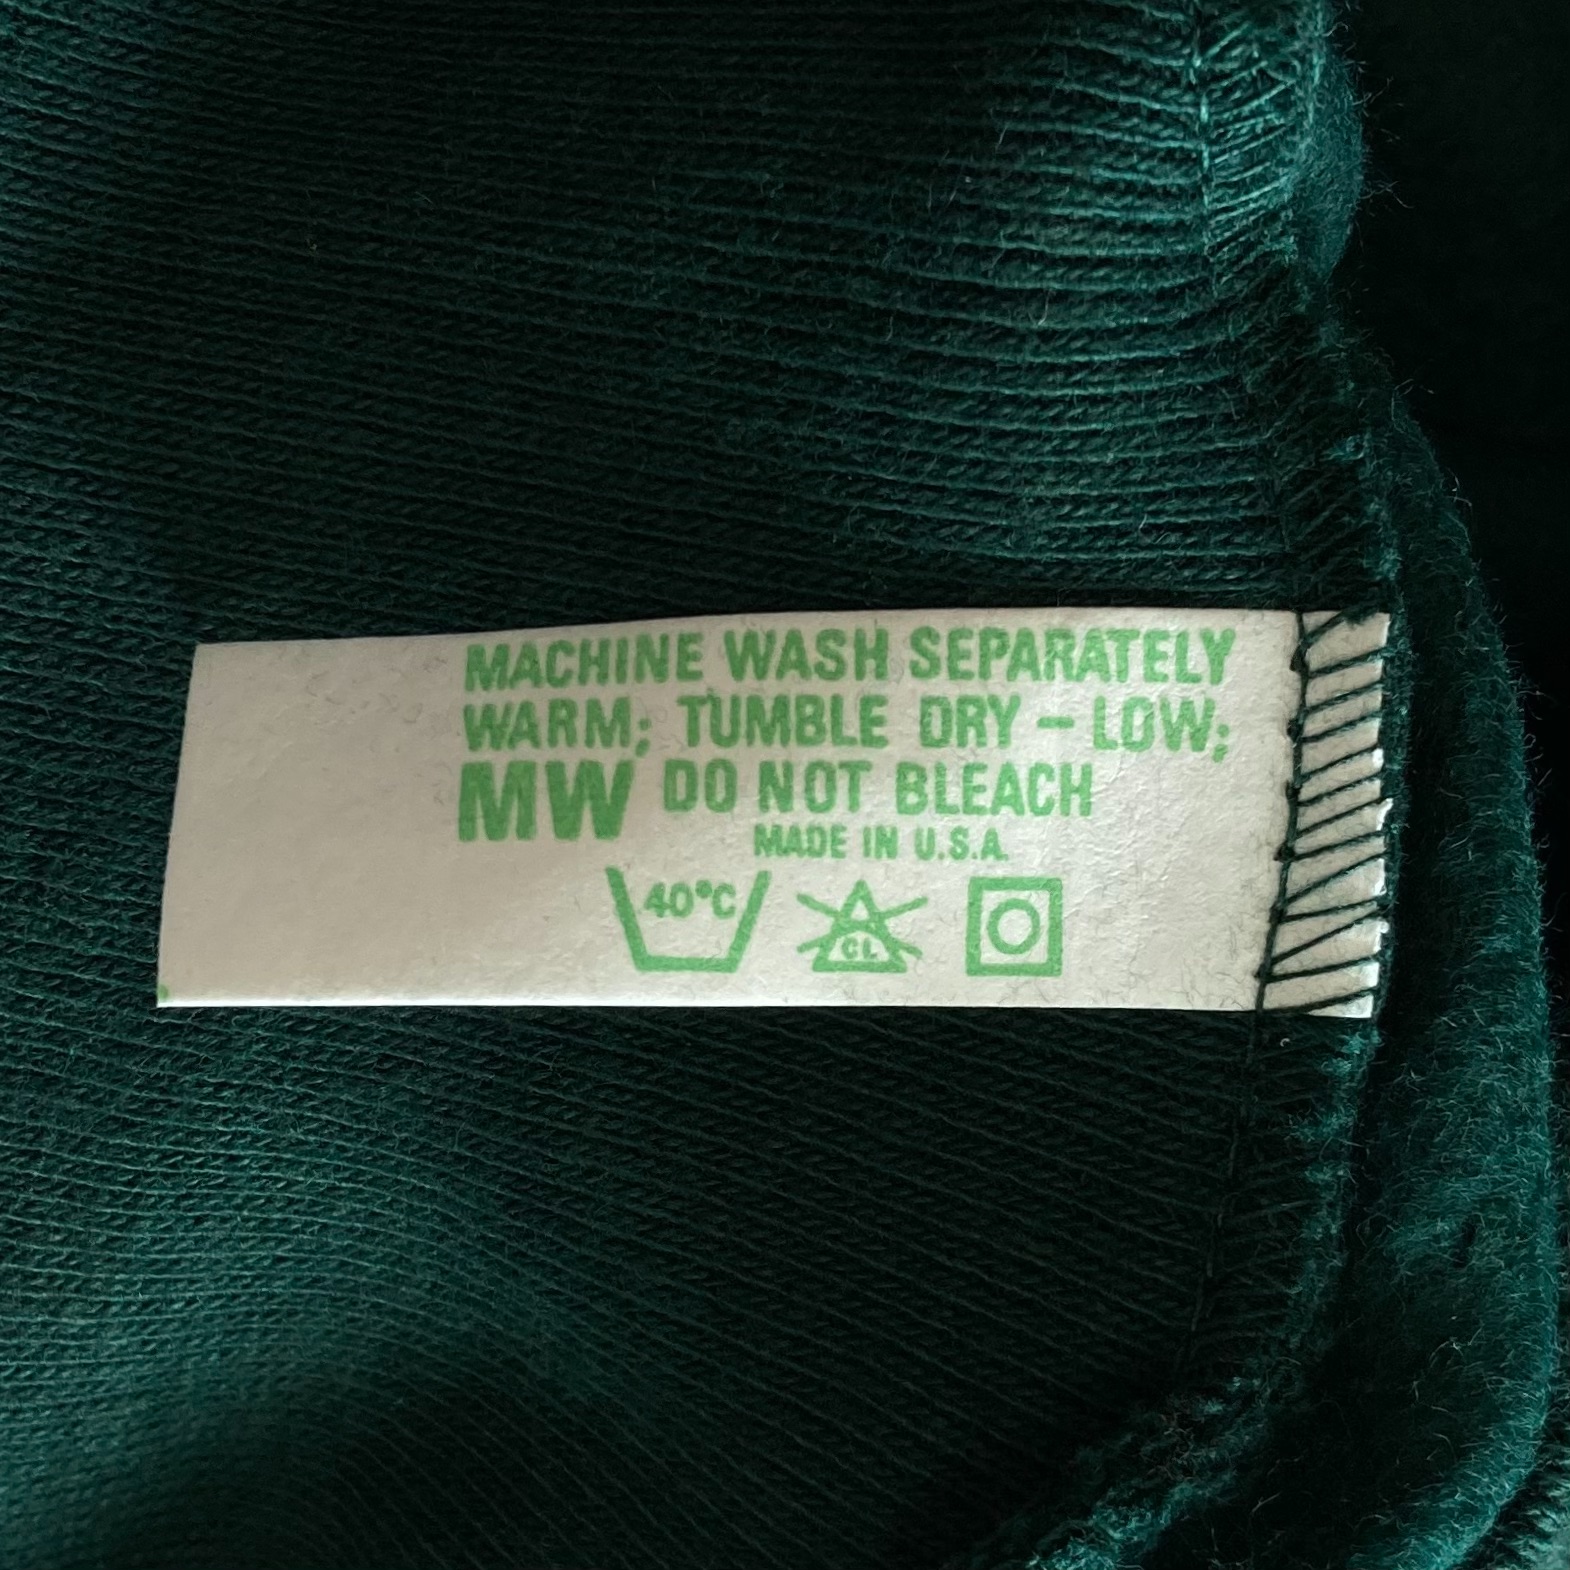 MACHINE WASH SEPARATELY
WARM; TUMBLE DRY – LOW;
MW DO NOT BLEACH
MADE IN U.S.A.
40°C CL